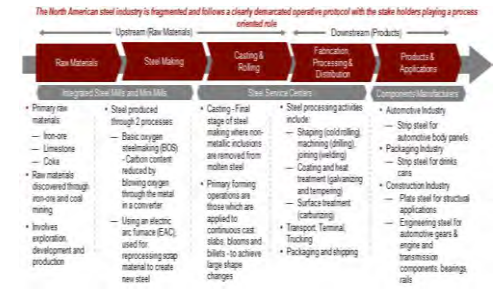 The North American steel industry is fragmented and follows a clearly demarcated operative protocol with the stake holders playing a process
oriented role
Upstream (Raw Materials)
Downstream (Products)
Raw Materials
Steel Making
Casting &
Rolling
Fabrication,
Processing &
Distribution
Products &
Applications
Integrated Steel Mills and Mini Mills
Steel Service Centers
Components Manufacturers
• Primary raw
materials:
— Iron-ore
— Limestone
— Coke
• Raw materials
discovered through
iron-ore and coal
mining
• Involves
exploration,
development and
production
• Steel produced
through 2 processes:
— Basic oxygen
steelmaking (BOS)
- Carbon content
reduced by
blowing oxygen
through the metal
in a converter
— Using an electric
arc furnace (EAC),
used for
reprocessing scrap
material to create
new steel
• Casting - Final
stage of steel
making where non-
metallic inclusions
are removed from
molten steel
• Primary forming
operations are
those which are
applied to
continuous cast
slabs, blooms and
billets - to achieve
large shape
changes
• Steel processing activities
include:
— Shaping (cold rolling),
machining (drilling),
joining (welding)
— Coating and heat
treatment (galvanizing
and tempering)
— Surface treatment
(carburizing)
• Transport, Terminal,
Trucking
• Packaging and shipping
• Automotive Industry
— Strip steel for
automotive body panels
• Packaging Industry
— Strip steel for drinks
cans
• Construction Industry
— Plate steel for structural
applications
— Engineering steel for
automotive gears &
engine and
transmission
components, bearings,
rails